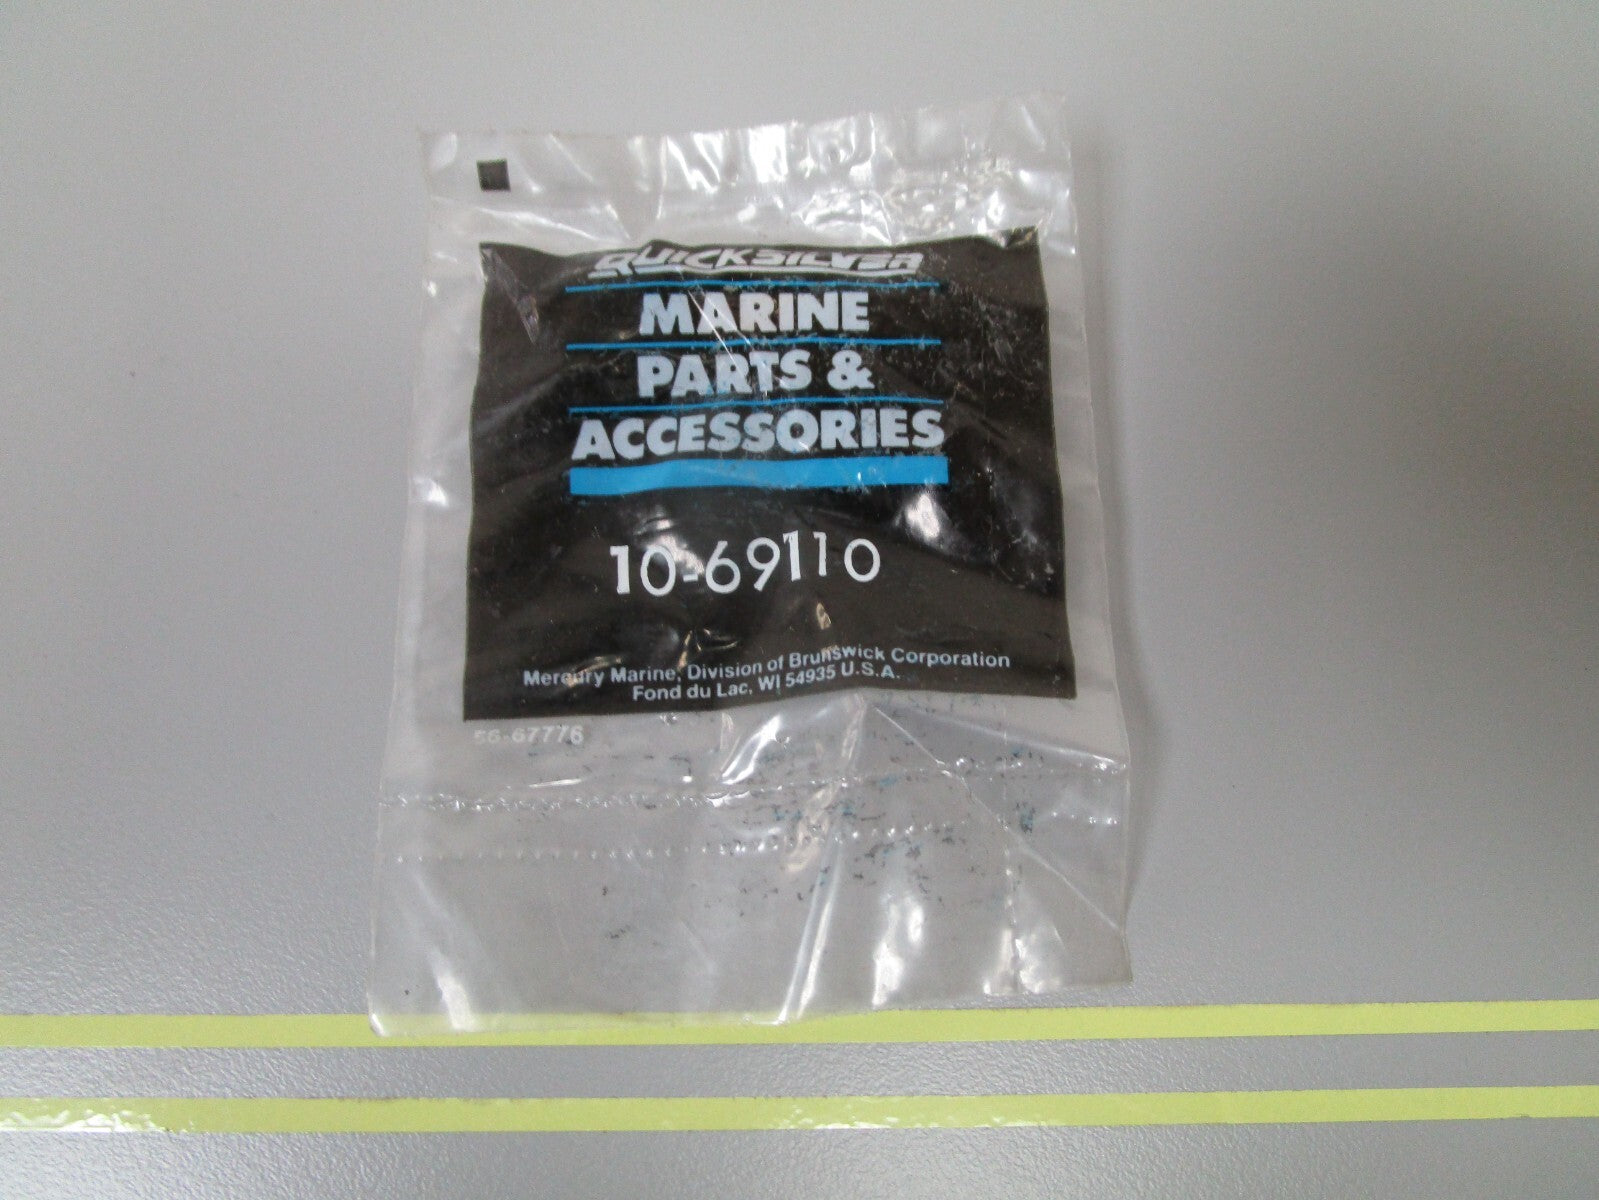 QUICKSILVER
MARINE
PARTS &
ACCESSORIES
10-69110
Mercury Marine, Division of Brunswick Corporation
Fond du Lac, WI 54935 U.S.A.
56-67776